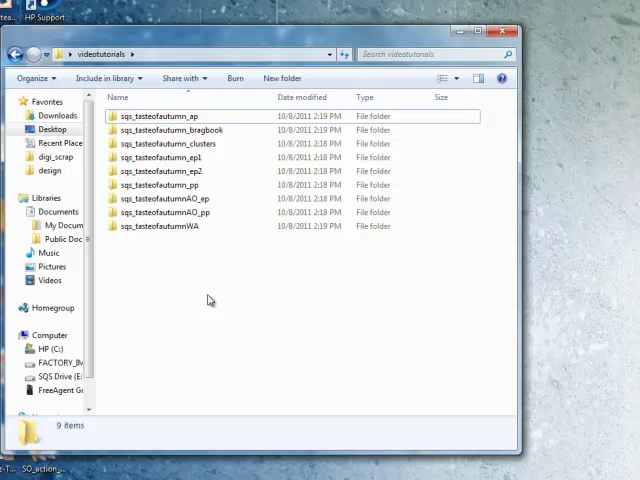 HP Support
videotutorials
Search videotutorials
Organize Include in library Share with Burn New folder
Name Date modified Type Size
Favorites
Downloads
Desktop
Recent Place
digi_scrap
design
Libraries
Documents
My Docum
Public Doc
Music
Pictures
Videos
Homegroup
Computer
HP (C:)
FACTORY_IM
SQS Drive (E:
FreeAgent Go
sqs_tasteofautumn_ap 10/8/2011 2:19 PM File folder
sqs_tasteofautumn_bragbook 10/8/2011 2:19 PM File folder
sqs_tasteofautumn_clusters 10/8/2011 2:18 PM File folder
sqs_tasteofautumn_ep1 10/8/2011 2:18 PM File folder
sqs_tasteofautumn_ep2 10/8/2011 2:18 PM File folder
sqs_tasteofautumn_pp 10/8/2011 2:18 PM File folder
sqs_tasteofautumnAO_ep 10/8/2011 2:18 PM File folder
sqs_tasteofautumnAO_pp 10/8/2011 2:18 PM File folder
sqs_tasteofautumnWA 10/8/2011 2:18 PM File folder
9 items
SO_action_...